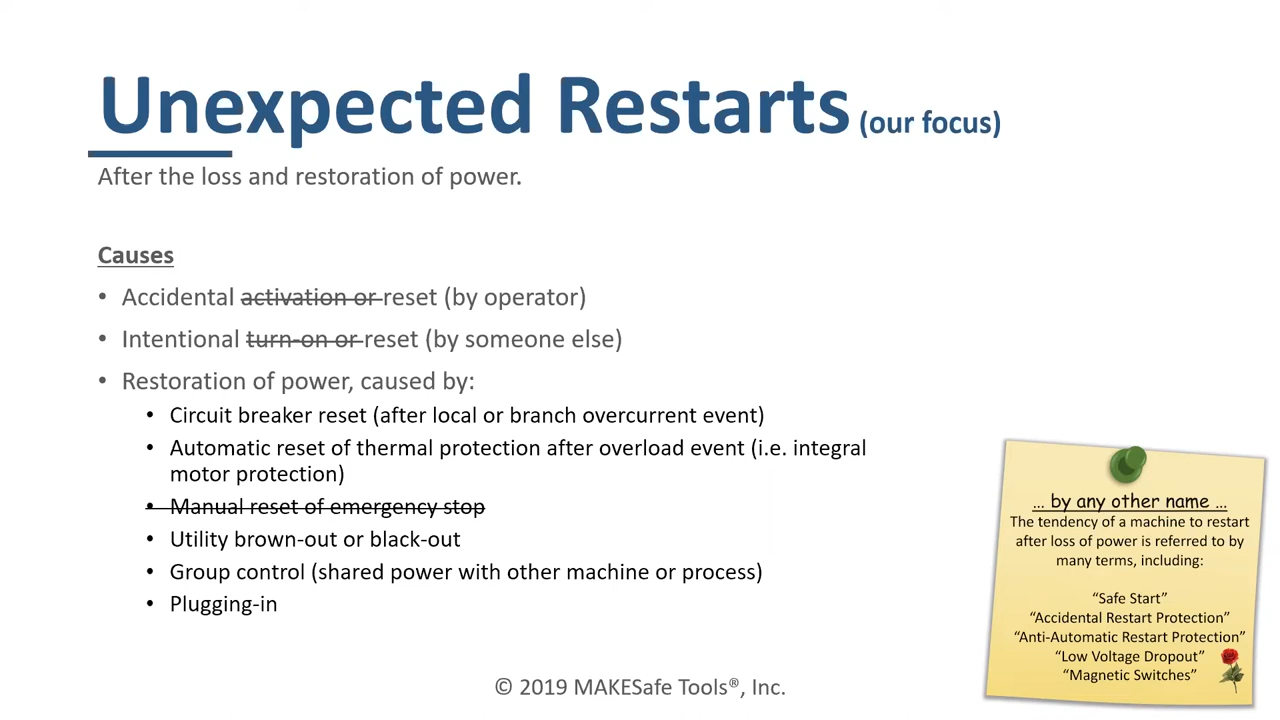 Unexpected Restarts (our focus)
After the loss and restoration of power.
Causes
• Accidental activation or reset (by operator)
• Intentional turn-on or reset (by someone else)
• Restoration of power, caused by:
• Circuit breaker reset (after local or branch overcurrent event)
• Automatic reset of thermal protection after overload event (i.e. integral
motor protection)
• Manual reset of emergency stop
• Utility brown-out or black-out
• Group control (shared power with other machine or process)
• Plugging-in
... by any other name ...
The tendency of a machine to restart
after loss of power is referred to by
many terms, including:
“Safe Start”
“Accidental Restart Protection”
“Anti-Automatic Restart Protection”
“Low Voltage Dropout”
“Magnetic Switches”
© 2019 MAKESafe Tools®, Inc.